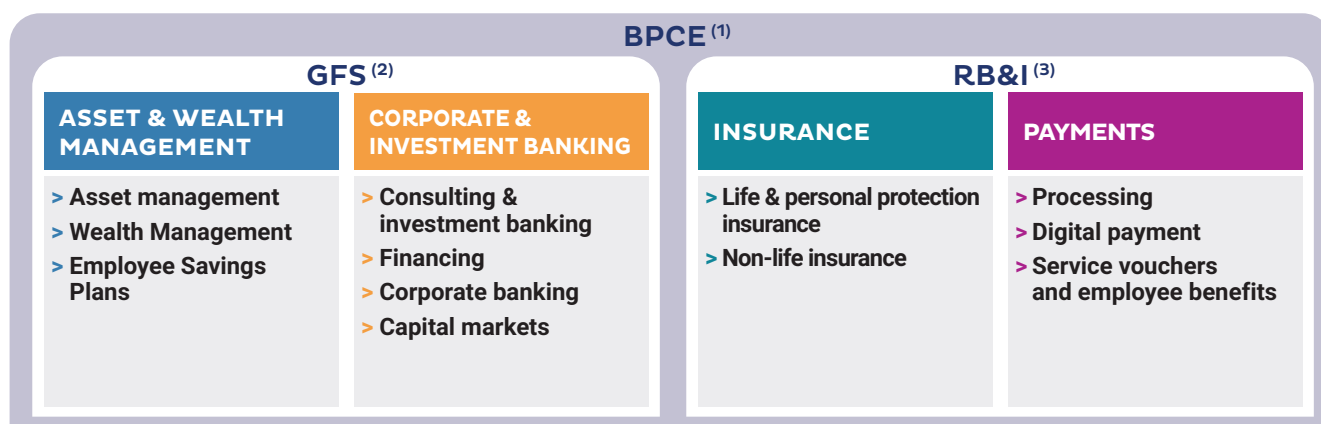 BPCE (1)
GFS (2)
ASSET & WEALTH
MANAGEMENT
> Asset management
> Wealth Management
> Employee Savings
Plans
CORPORATE &
INVESTMENT BANKING
> Consulting &
investment banking
> Financing
> Corporate banking
> Capital markets
RB&I (3)
INSURANCE
> Life & personal protection
insurance
> Non-life insurance
PAYMENTS
> Processing
> Digital payment
> Service vouchers
and employee benefits